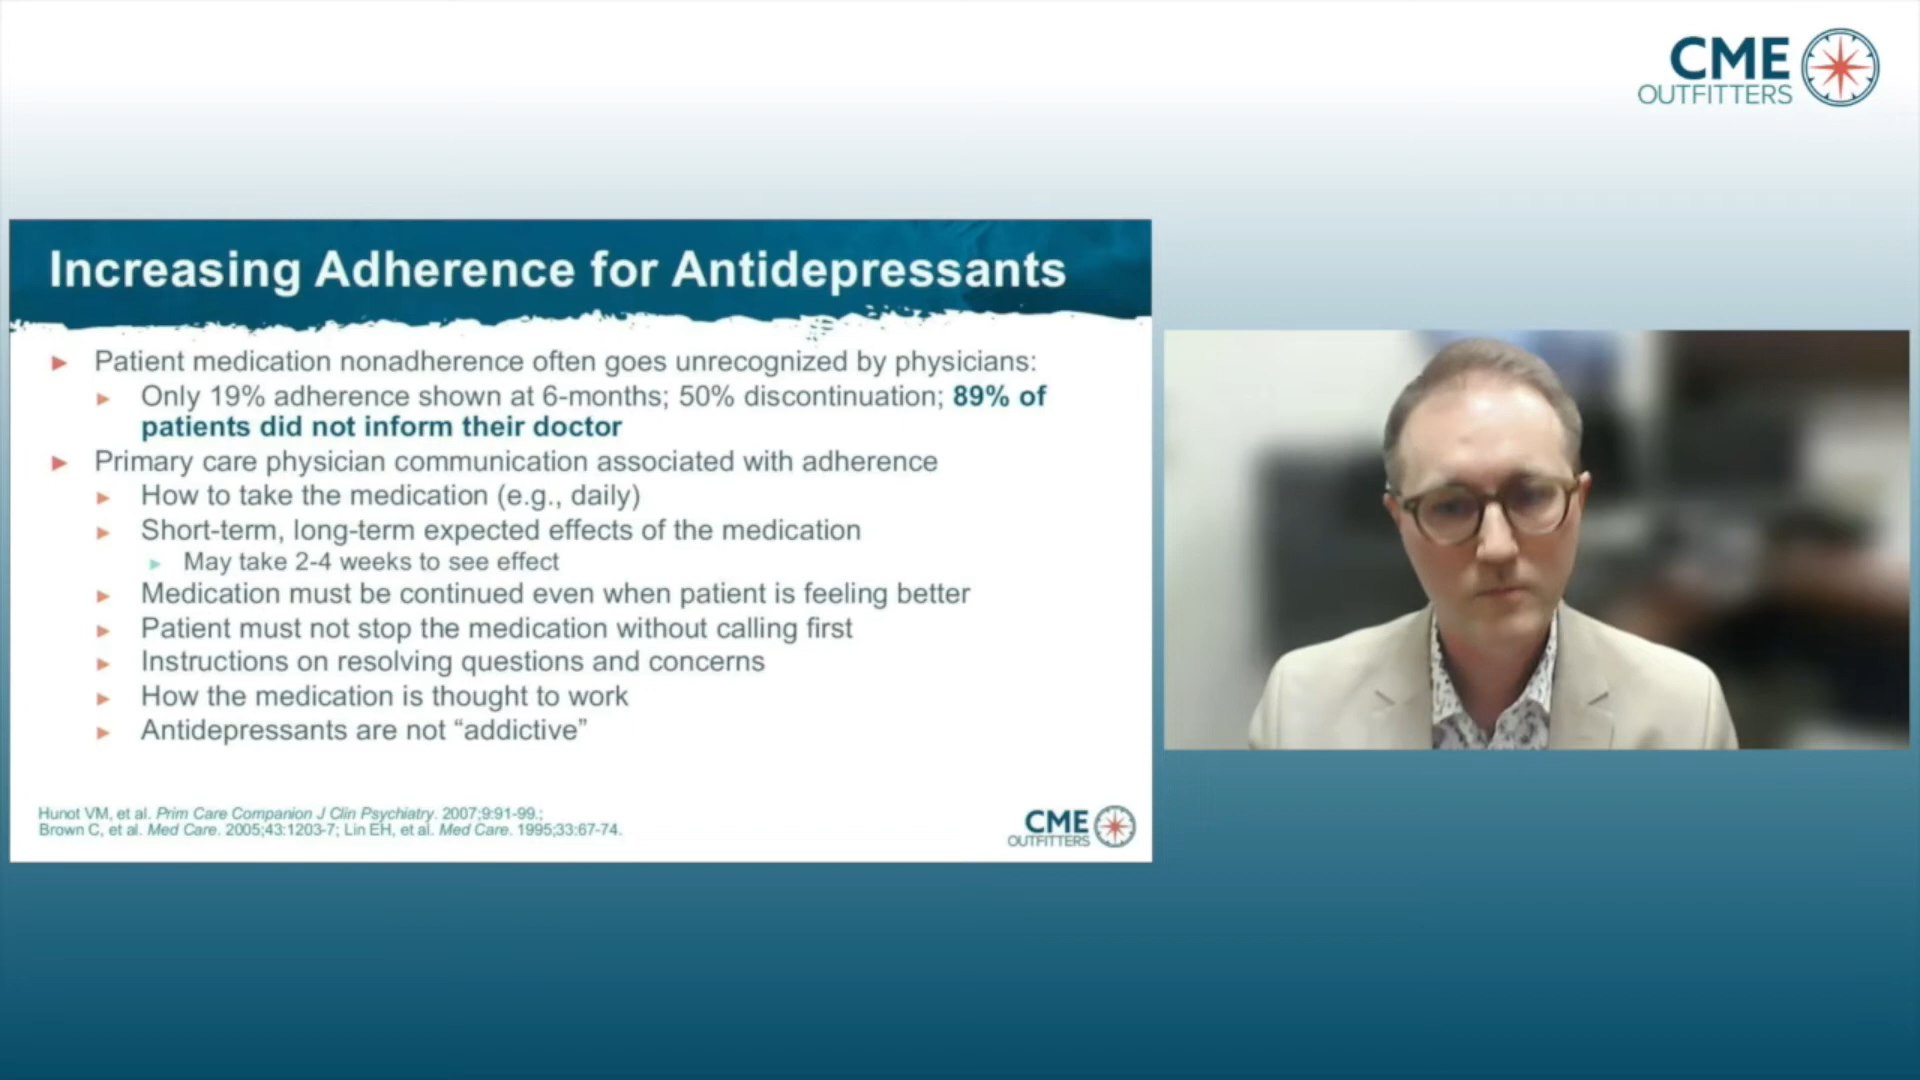 CME
OUTFITTERS
Increasing Adherence for Antidepressants
Patient medication nonadherence often goes unrecognized by physicians:
Only 19% adherence shown at 6-months; 50% discontinuation; 89% of
patients did not inform their doctor
Primary care physician communication associated with adherence
How to take the medication (e.g., daily)
Short-term, long-term expected effects of the medication
May take 2-4 weeks to see effect
Medication must be continued even when patient is feeling better
Patient must not stop the medication without calling first
Instructions on resolving questions and concerns
How the medication is thought to work
Antidepressants are not “addictive”
Hunot VM, et al. Prim Care Companion J Clin Psychiatry. 2007;9:91-99.;
Brown C, et al. Med Care. 2005;43:1203-7; Lin EH, et al. Med Care. 1995;33:67-74.
CME
OUTFITTERS